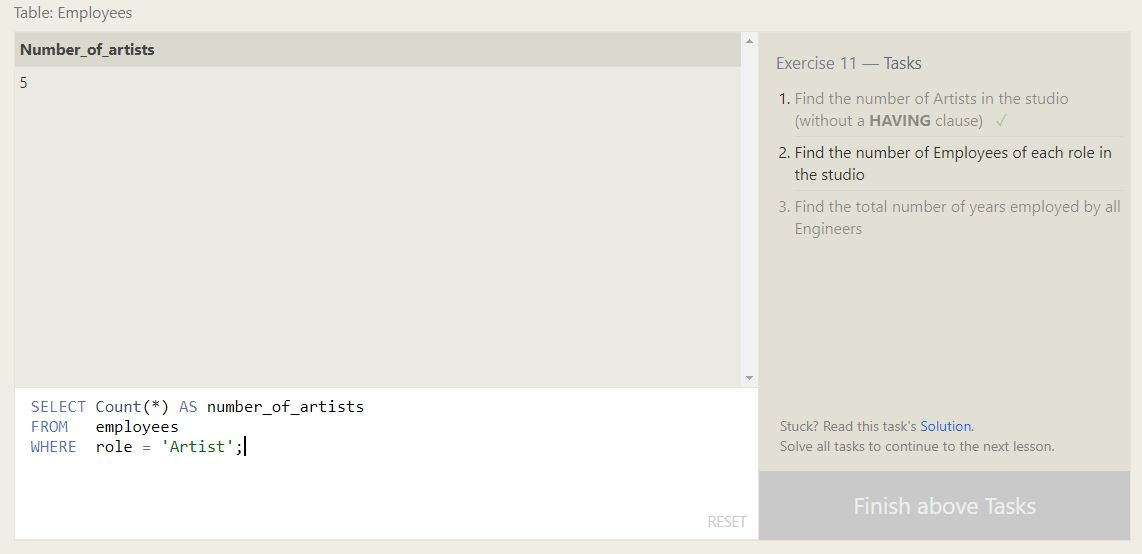 Table: Employees
Number_of_artists
5
SELECT Count(*) AS number_of_artists
FROM employees
WHERE role = 'Artist';
RESET
Exercise 11 — Tasks
1. Find the number of Artists in the studio
(without a HAVING clause) ✓
2. Find the number of Employees of each role in
the studio
3. Find the total number of years employed by all
Engineers
Stuck? Read this task's Solution.
Solve all tasks to continue to the next lesson.
Finish above Tasks